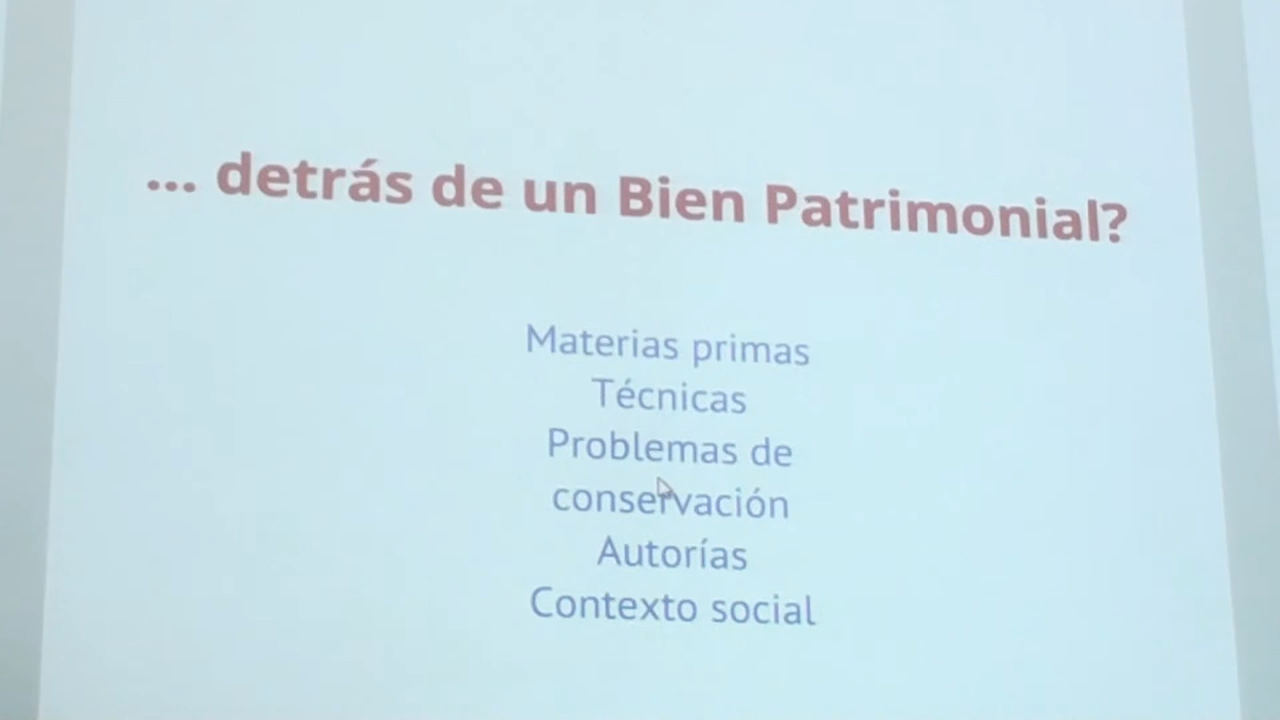 ... detrás de un Bien Patrimonial?
Materias primas
Técnicas
Problemas de
conservación
Autorías
Contexto social